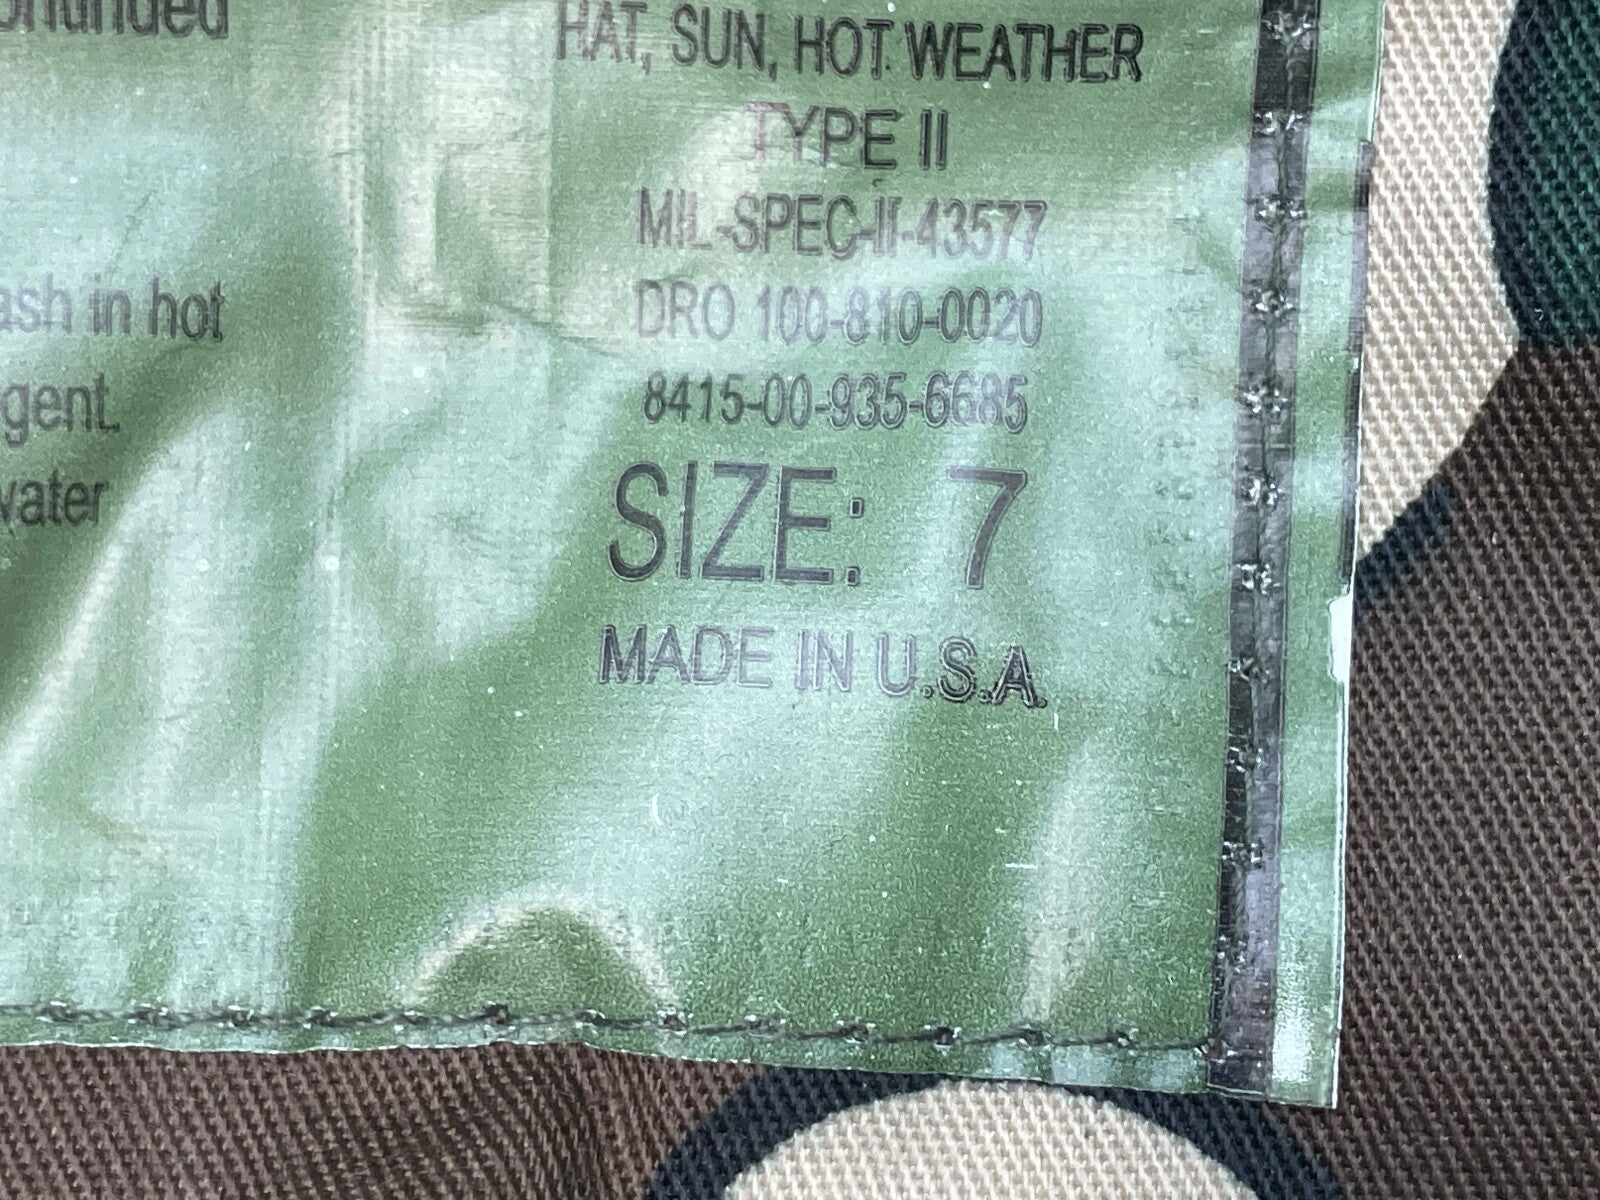 HAT, SUN, HOT WEATHER
TYPE II
MIL-SPEC-II-43577
DRO 100-810-0020
8415-00-935-6685
SIZE: 7
MADE IN U.S.A.
ash in hot
gent.
water